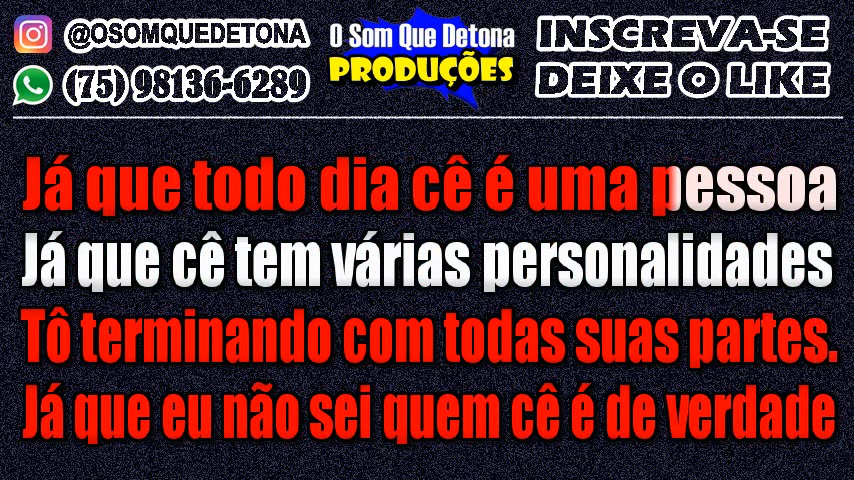 @OSOMQUEDETONA
(75) 98136-6289
O Som Que Detona
PRODUÇÕES
INSCREVA-SE
DEIXE O LIKE
Já que todo dia cê é uma pessoa
Já que cê tem várias personalidades
Tô terminando com todas suas partes.
Já que eu não sei quem cê é de verdade